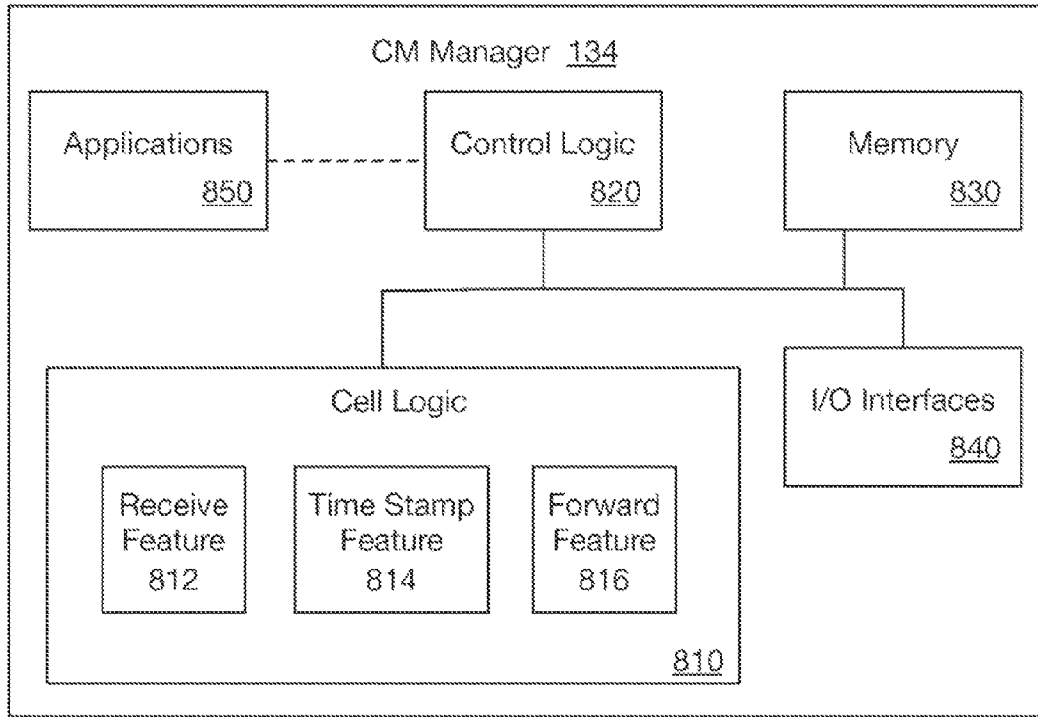 CM Manager 134
Applications
850
Control Logic
820
Memory
830
Cell Logic
Receive
Feature
812
Time Stamp
Feature
814
Forward
Feature
816
810
I/O Interfaces
840